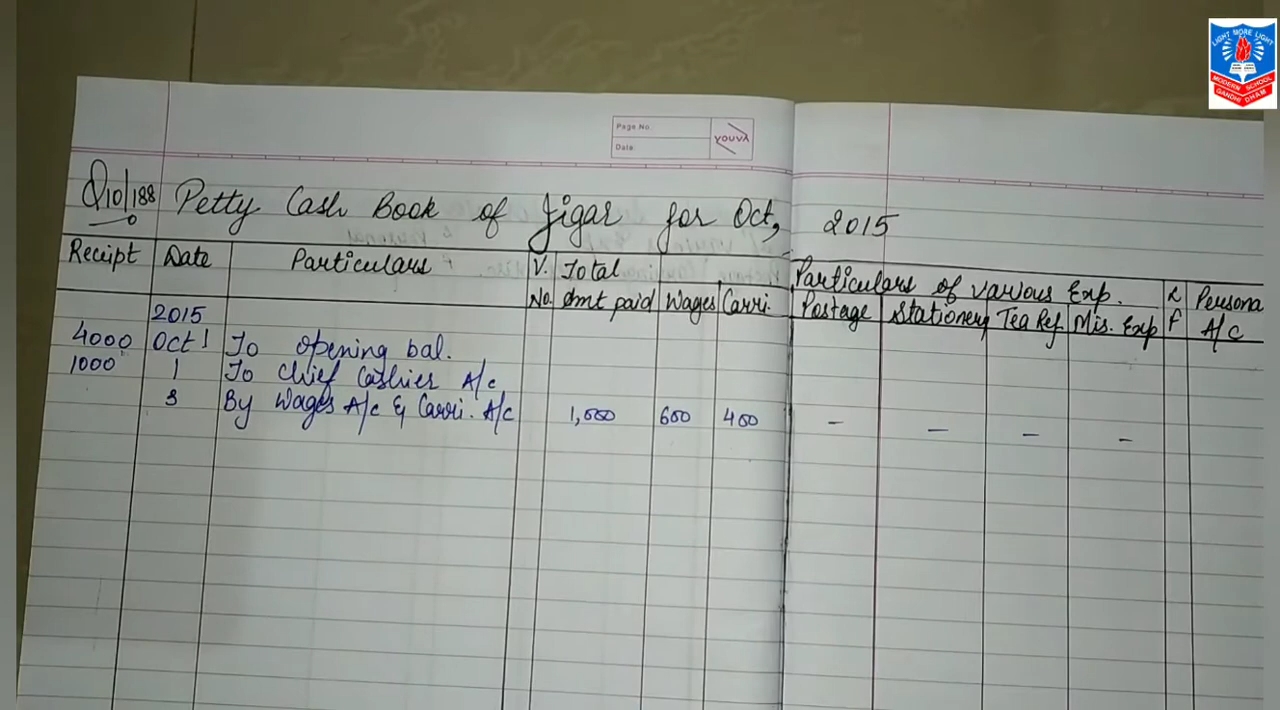 LIGHT MORE LIGHT
MODERN SCHOOL
GANDHIDHAM
Page No.
Date
YOUVA
Q10/188 Petty Cash Book of Jigar for Oct, 2015
Receipt Date Particulars V. Total Particulars of various Exp. L Persona
No. Amt paid Wages Carri. Postage Stationery Tea Ref. Mis. Exp F A/c
2015
4000 Oct 1 To opening bal.
1000 1 To Chief Cashier A/c
3 By Wages A/c & Carri. A/c 1,000 600 400 - - - -